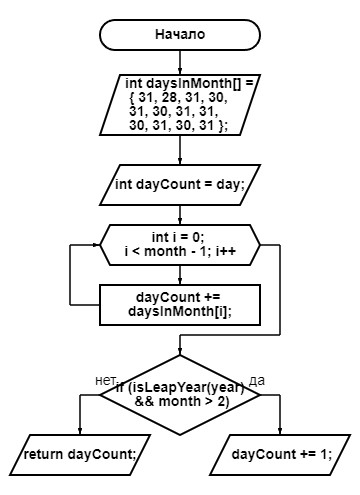 Начало
int daysInMonth[] =
{ 31, 28, 31, 30,
31, 30, 31, 31,
30, 31, 30, 31 };
int dayCount = day;
int i = 0;
i < month - 1; i++
dayCount +=
daysInMonth[i];
нет
if (isLeapYear(year)
&& month > 2)
да
return dayCount;
dayCount += 1;